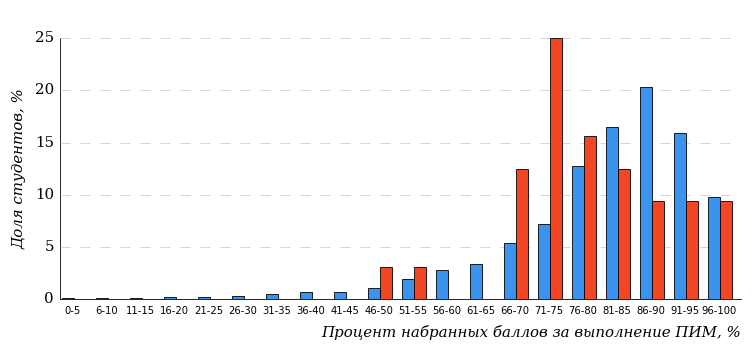 25
20
15
10
5
0
Доля студентов, %
0-5 6-10 11-15 16-20 21-25 26-30 31-35 36-40 41-45 46-50 51-55 56-60 61-65 66-70 71-75 76-80 81-85 86-90 91-95 96-100
Процент набранных баллов за выполнение ПИМ, %